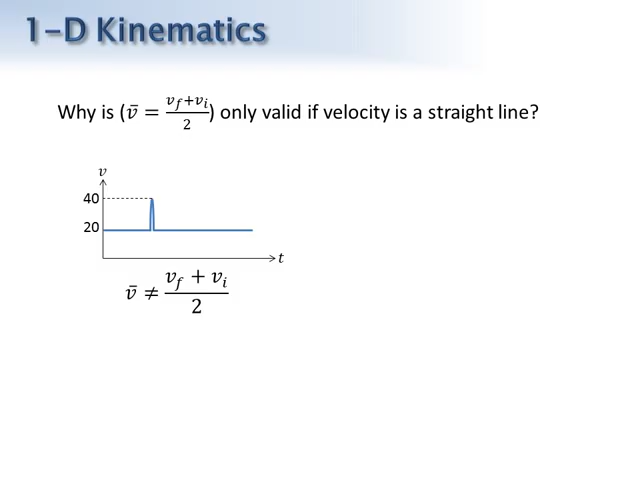 1-D Kinematics
Why is (v̄ = (v_f + v_i)/2) only valid if velocity is a straight line?
v
40
20
t
v̄ ≠ (v_f + v_i)/2